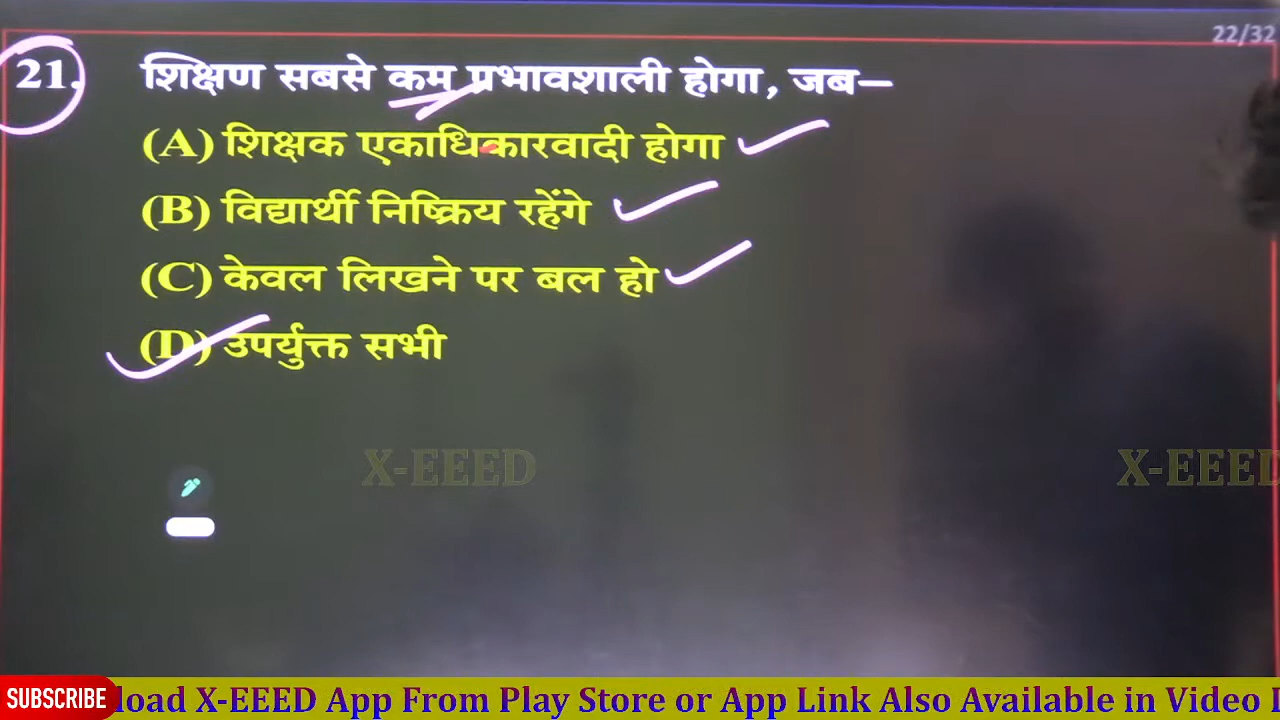 22/32
21. शिक्षण सबसे कम प्रभावशाली होगा, जब–
(A) शिक्षक एकाधिकारवादी होगा
(B) विद्यार्थी निष्क्रिय रहेंगे
(C) केवल लिखने पर बल हो
(D) उपर्युक्त सभी
X-EEED X-EEED
SUBSCRIBE load X-EEED App From Play Store or App Link Also Available in Video